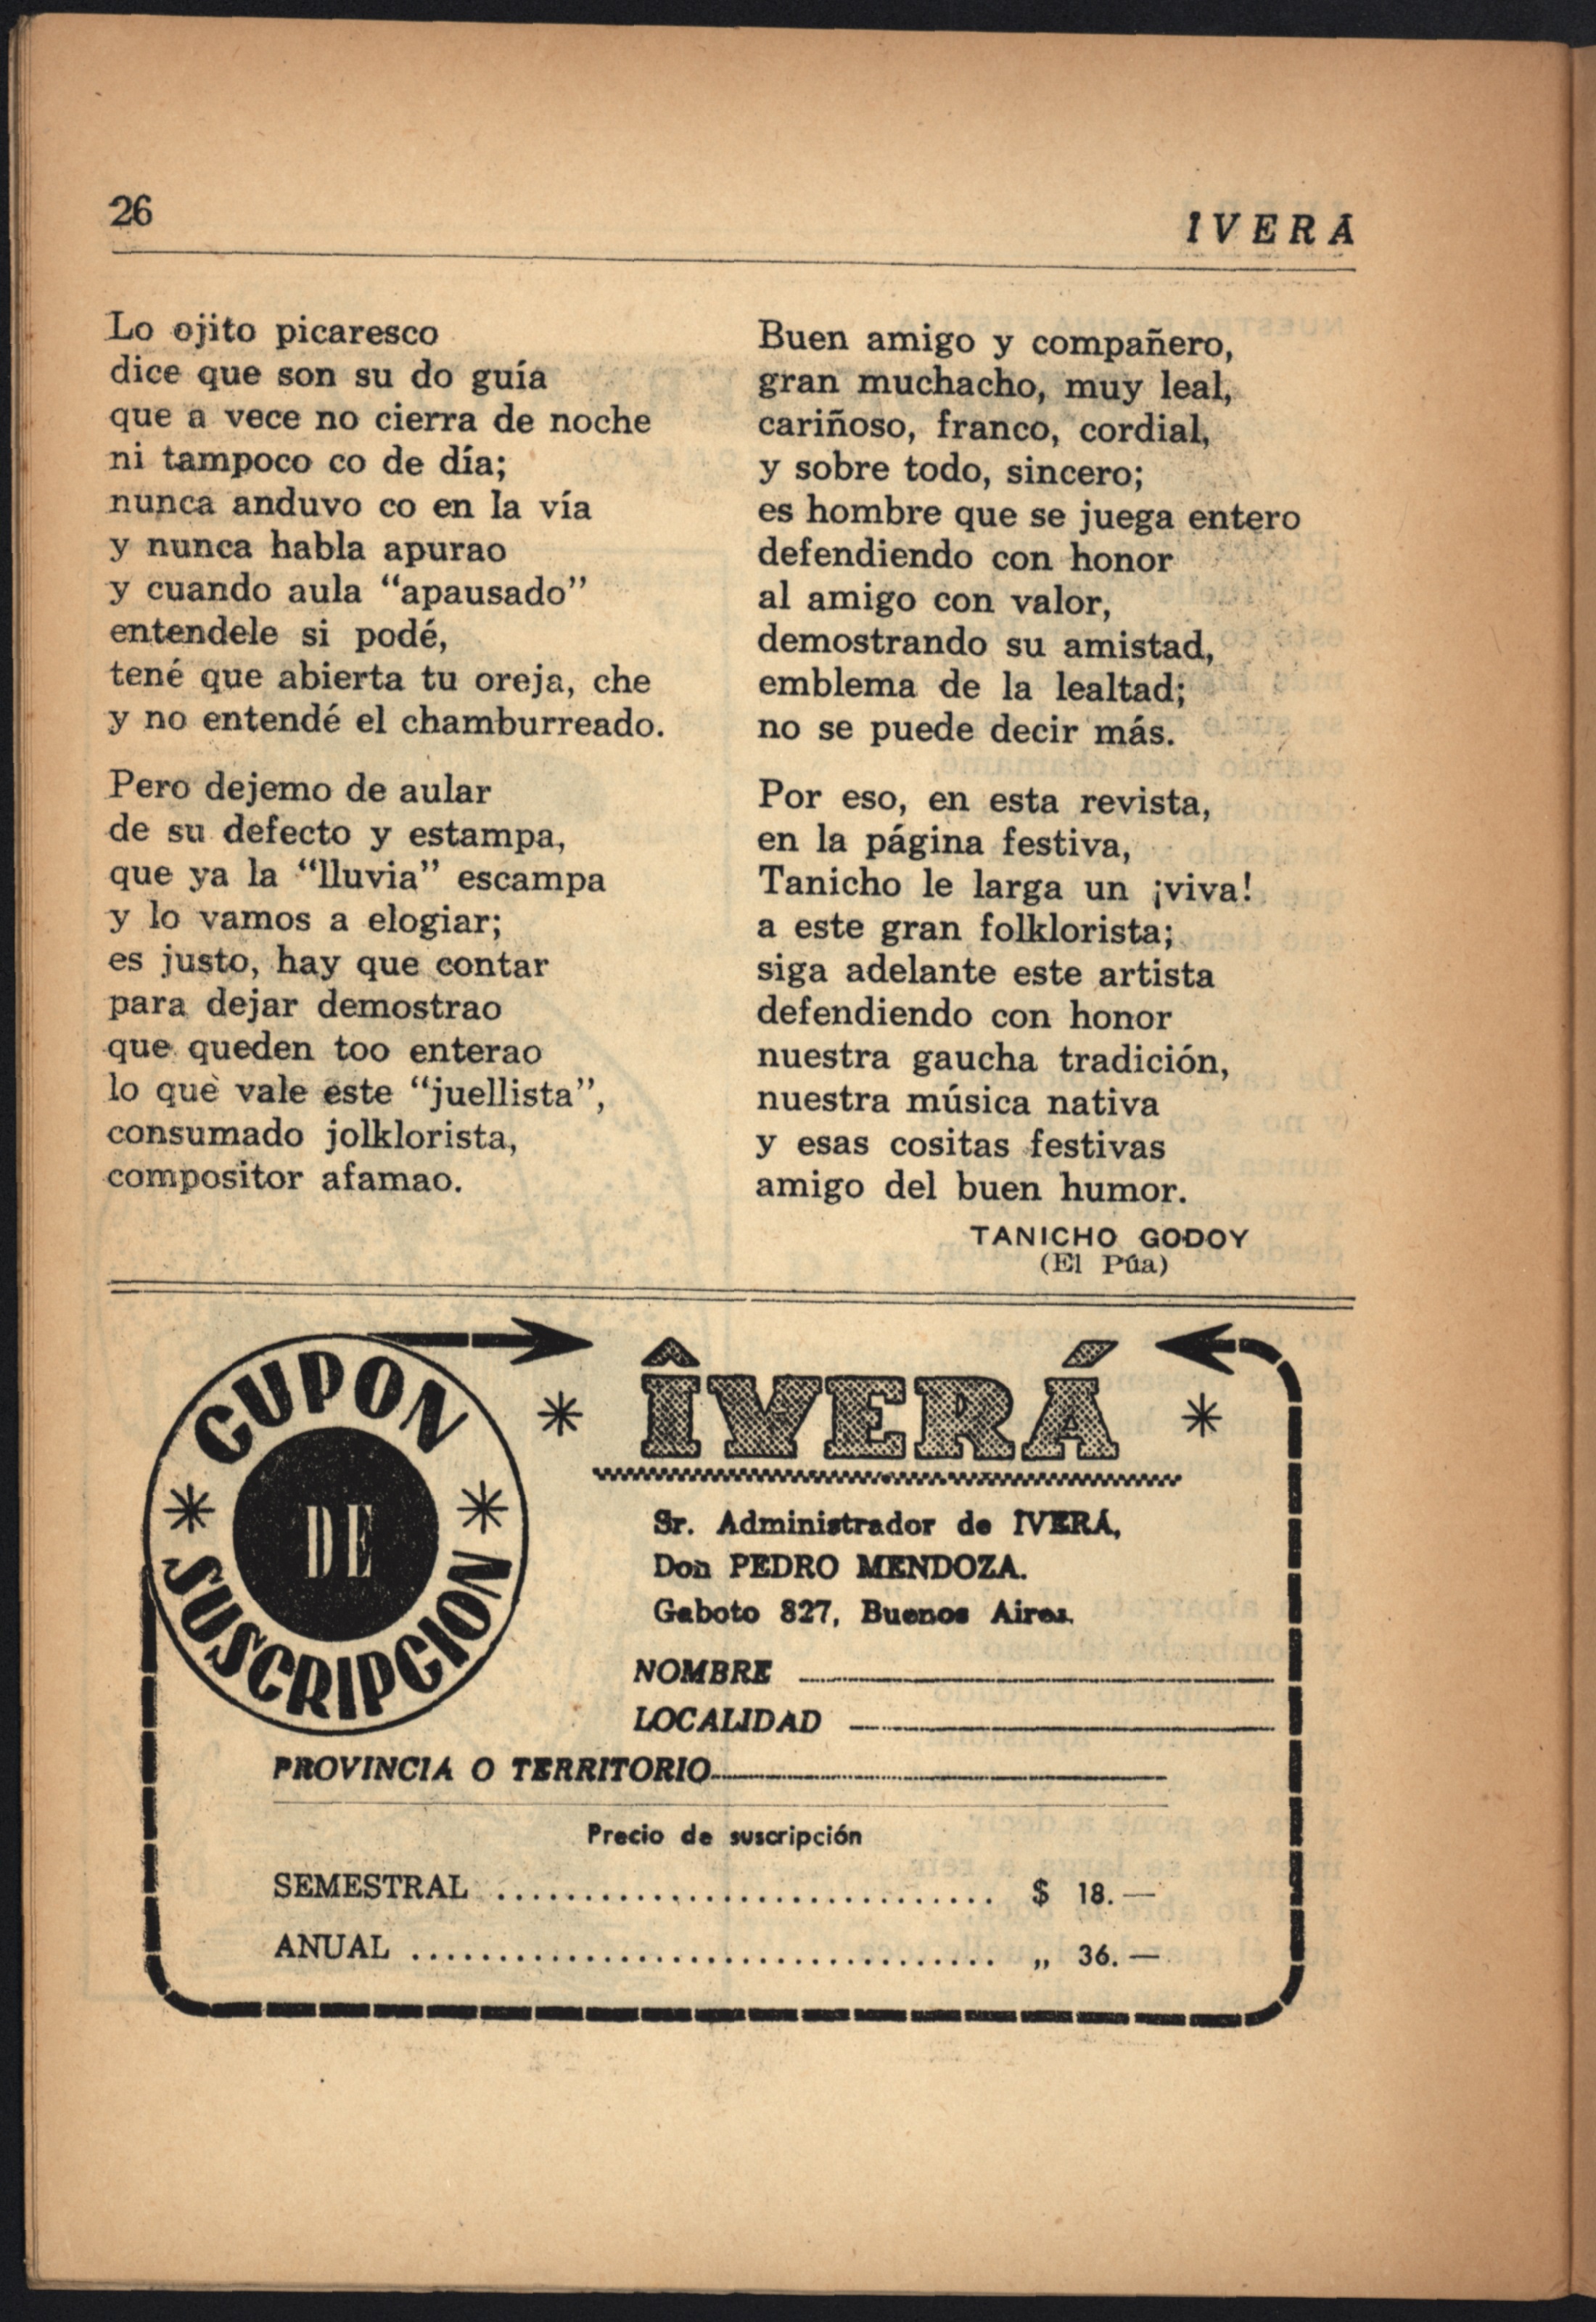 26
IVERA
Lo ojito picaresco
dice que son su do guía
que a vece no cierra de noche
ni tampoco co de día;
nunca anduvo co en la vía
y nunca habla apurao
y cuando aula “apausado”
entendele si podé,
tené que abierta tu oreja, che
y no entendé el chamburreado.
Pero dejemo de aular
de su defecto y estampa,
que ya la “lluvia” escampa
y lo vamos a elogiar;
es justo, hay que contar
para dejar demostrao
que queden too enterao
lo què vale este “juellista”,
consumado jolklorista,
compositor afamao.
Buen amigo y compañero,
gran muchacho, muy leal,
cariñoso, franco, cordial,
y sobre todo, sincero;
es hombre que se juega entero
defendiendo con honor
al amigo con valor,
demostrando su amistad,
emblema de la lealtad;
no se puede decir más.
Por eso, en esta revista,
en la página festiva,
Tanicho le larga un ¡viva!
a este gran folklorista;
siga adelante este artista
defendiendo con honor
nuestra gaucha tradición,
nuestra música nativa
y esas cositas festivas
amigo del buen humor.
TANICHO GODOY
(El Púa)
CUPON
DE
SUSCRIPCION
* ÎVERÁ *
Sr. Administrador de ÎVERÁ,
Don PEDRO MENDOZA.
Gaboto 827, Buenos Aires.
NOMBRE
LOCALIDAD
PROVINCIA O TERRITORIO
Precio de suscripción
SEMESTRAL .............................. $ 18.—
ANUAL ................................... „ 36.—